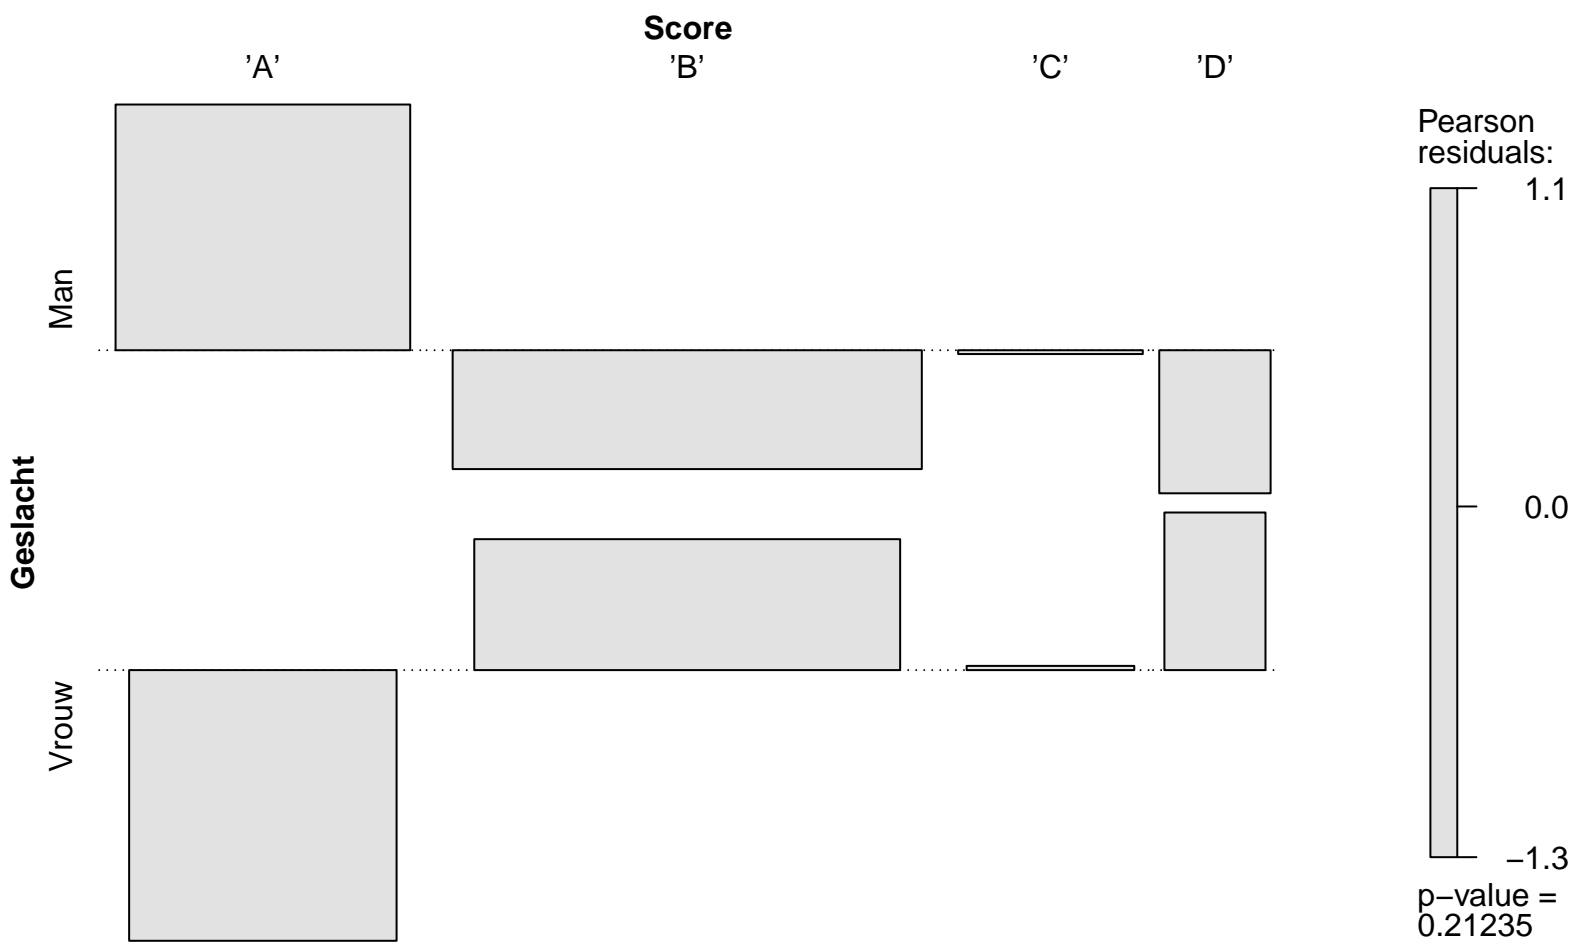 Score
’A’ ’B’ ’C’ ’D’
Man
Geslacht
Vrouw
Pearson
residuals:
1.1
0.0
−1.3
p−value =
0.21235